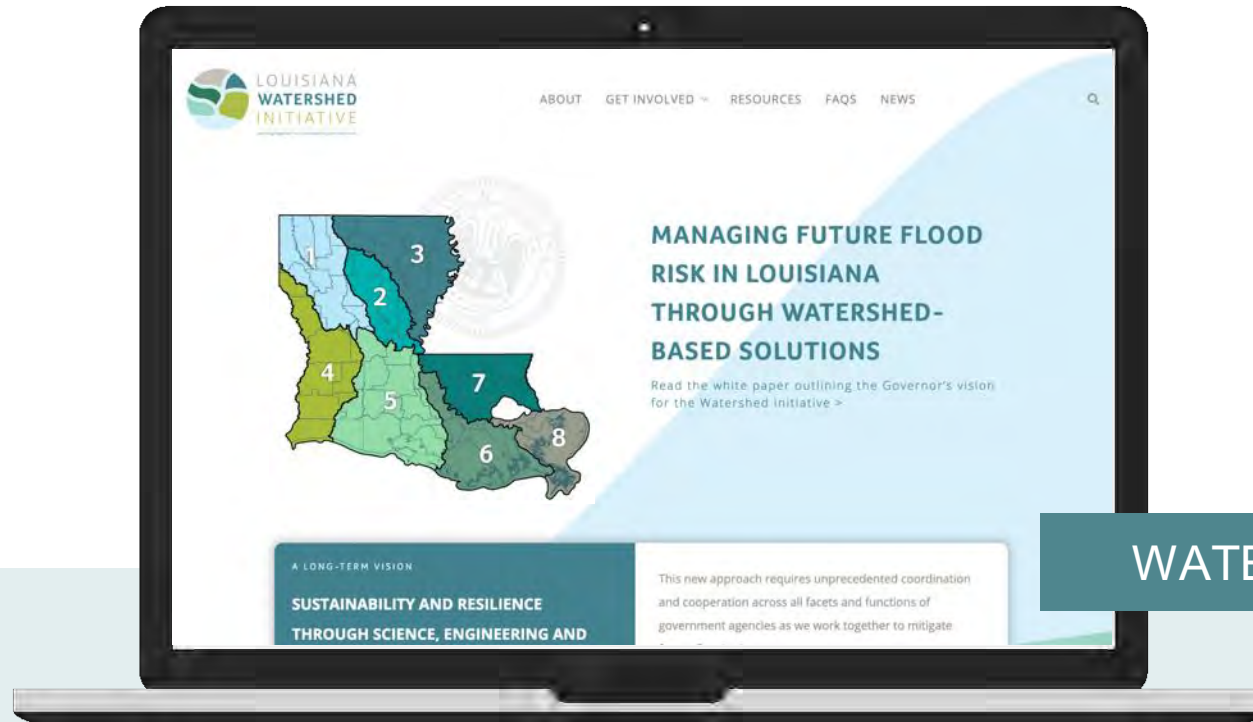 LOUISIANA
WATERSHED
INITIATIVE
ABOUT GET INVOLVED RESOURCES FAQS NEWS
1
3
2
4
5
7
6
8
MANAGING FUTURE FLOOD
RISK IN LOUISIANA
THROUGH WATERSHED-
BASED SOLUTIONS
Read the white paper outlining the Governor's vision
for the Watershed initiative >
A LONG-TERM VISION
SUSTAINABILITY AND RESILIENCE
THROUGH SCIENCE, ENGINEERING AND
This new approach requires unprecedented coordination
and cooperation across all facets and functions of
government agencies as we work together to mitigate
WATE